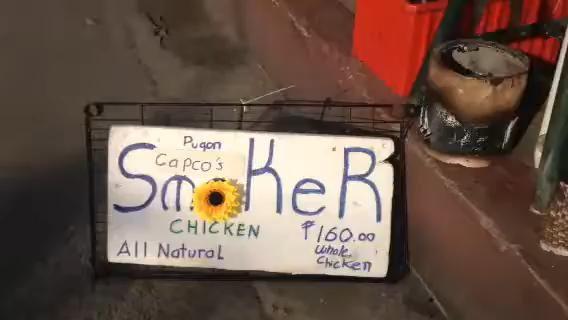 Pugon
Capco's
SmoKeR
CHICKEN
All Natural
₱160.00
Whole
Chicken